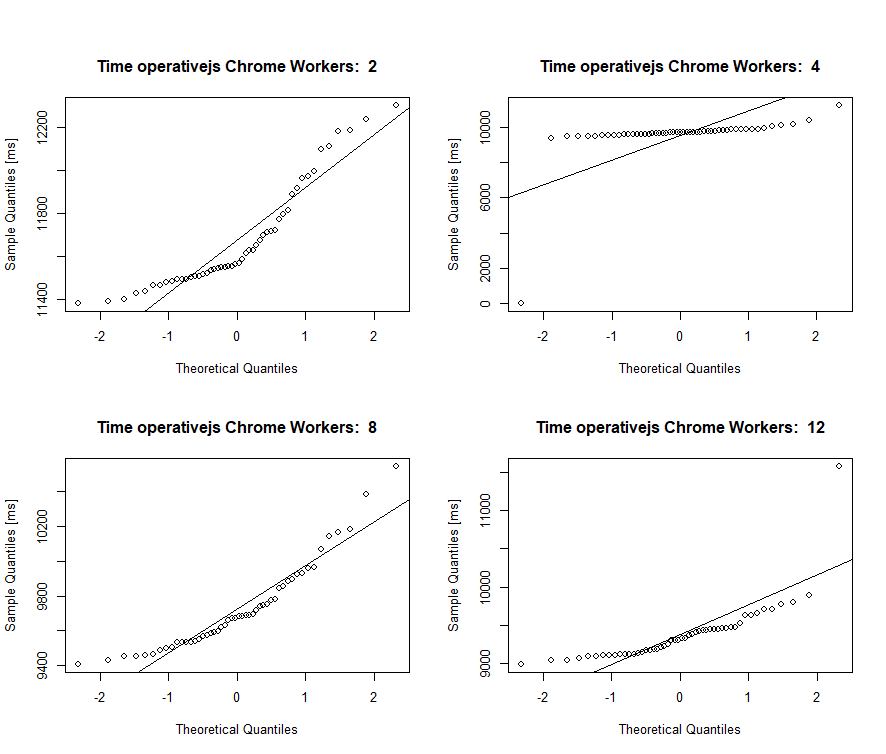 Time operativejs Chrome Workers:  2
Sample Quantiles [ms]
11400
11800
12200
-2
-1
0
1
2
Theoretical Quantiles
Time operativejs Chrome Workers:  4
Sample Quantiles [ms]
0
2000
6000
10000
-2
-1
0
1
2
Theoretical Quantiles
Time operativejs Chrome Workers:  8
Sample Quantiles [ms]
9400
9800
10200
-2
-1
0
1
2
Theoretical Quantiles
Time operativejs Chrome Workers:  12
Sample Quantiles [ms]
9000
10000
11000
-2
-1
0
1
2
Theoretical Quantiles